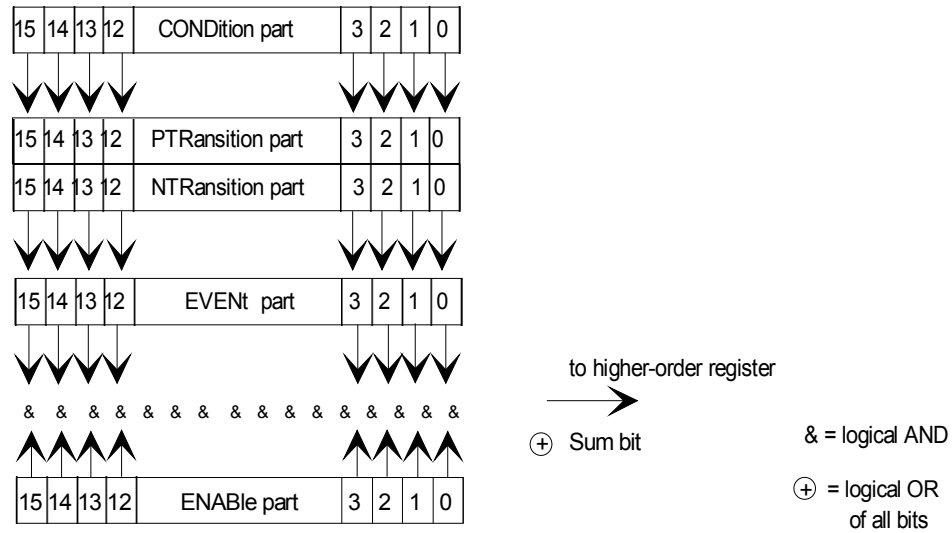 15 14 13 12 CONDition part 3 2 1 0
15 14 13 12 PTRansition part 3 2 1 0
15 14 13 12 NTRansition part 3 2 1 0
15 14 13 12 EVENt part 3 2 1 0
to higher-order register
& & & & & & & & & & & & & & & &
+ Sum bit
& = logical AND
15 14 13 12 ENABle part 3 2 1 0
+ = logical OR
of all bits